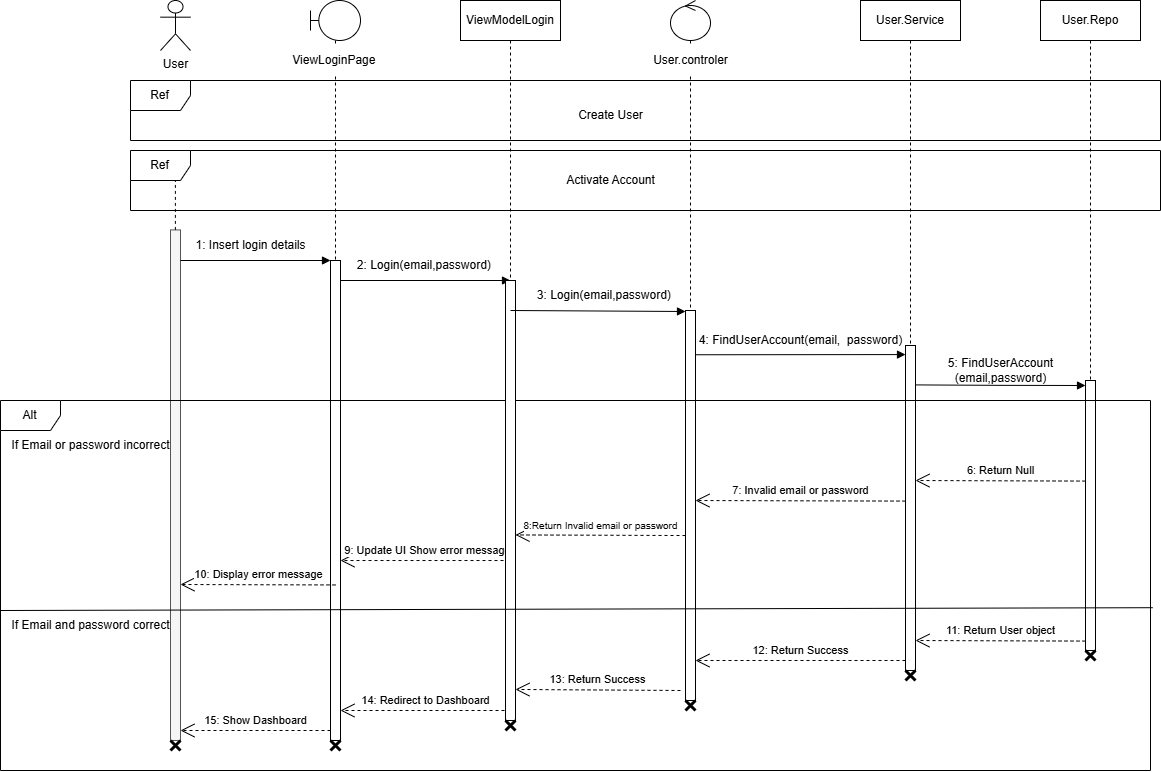 ViewModelLogin
User.Service
User.Repo
User
ViewLoginPage
User.controler
Ref
Create User
Ref
Activate Account
1: Insert login details
2: Login(email,password)
3: Login(email,password)
4: FindUserAccount(email, password)
5: FindUserAccount
(email,password)
Alt
If Email or password incorrect
6: Return Null
7: Invalid email or password
8:Return Invalid email or password
9: Update UI Show error messag
10: Display error message
If Email and password correct
11: Return User object
12: Return Success
13: Return Success
14: Redirect to Dashboard
15: Show Dashboard